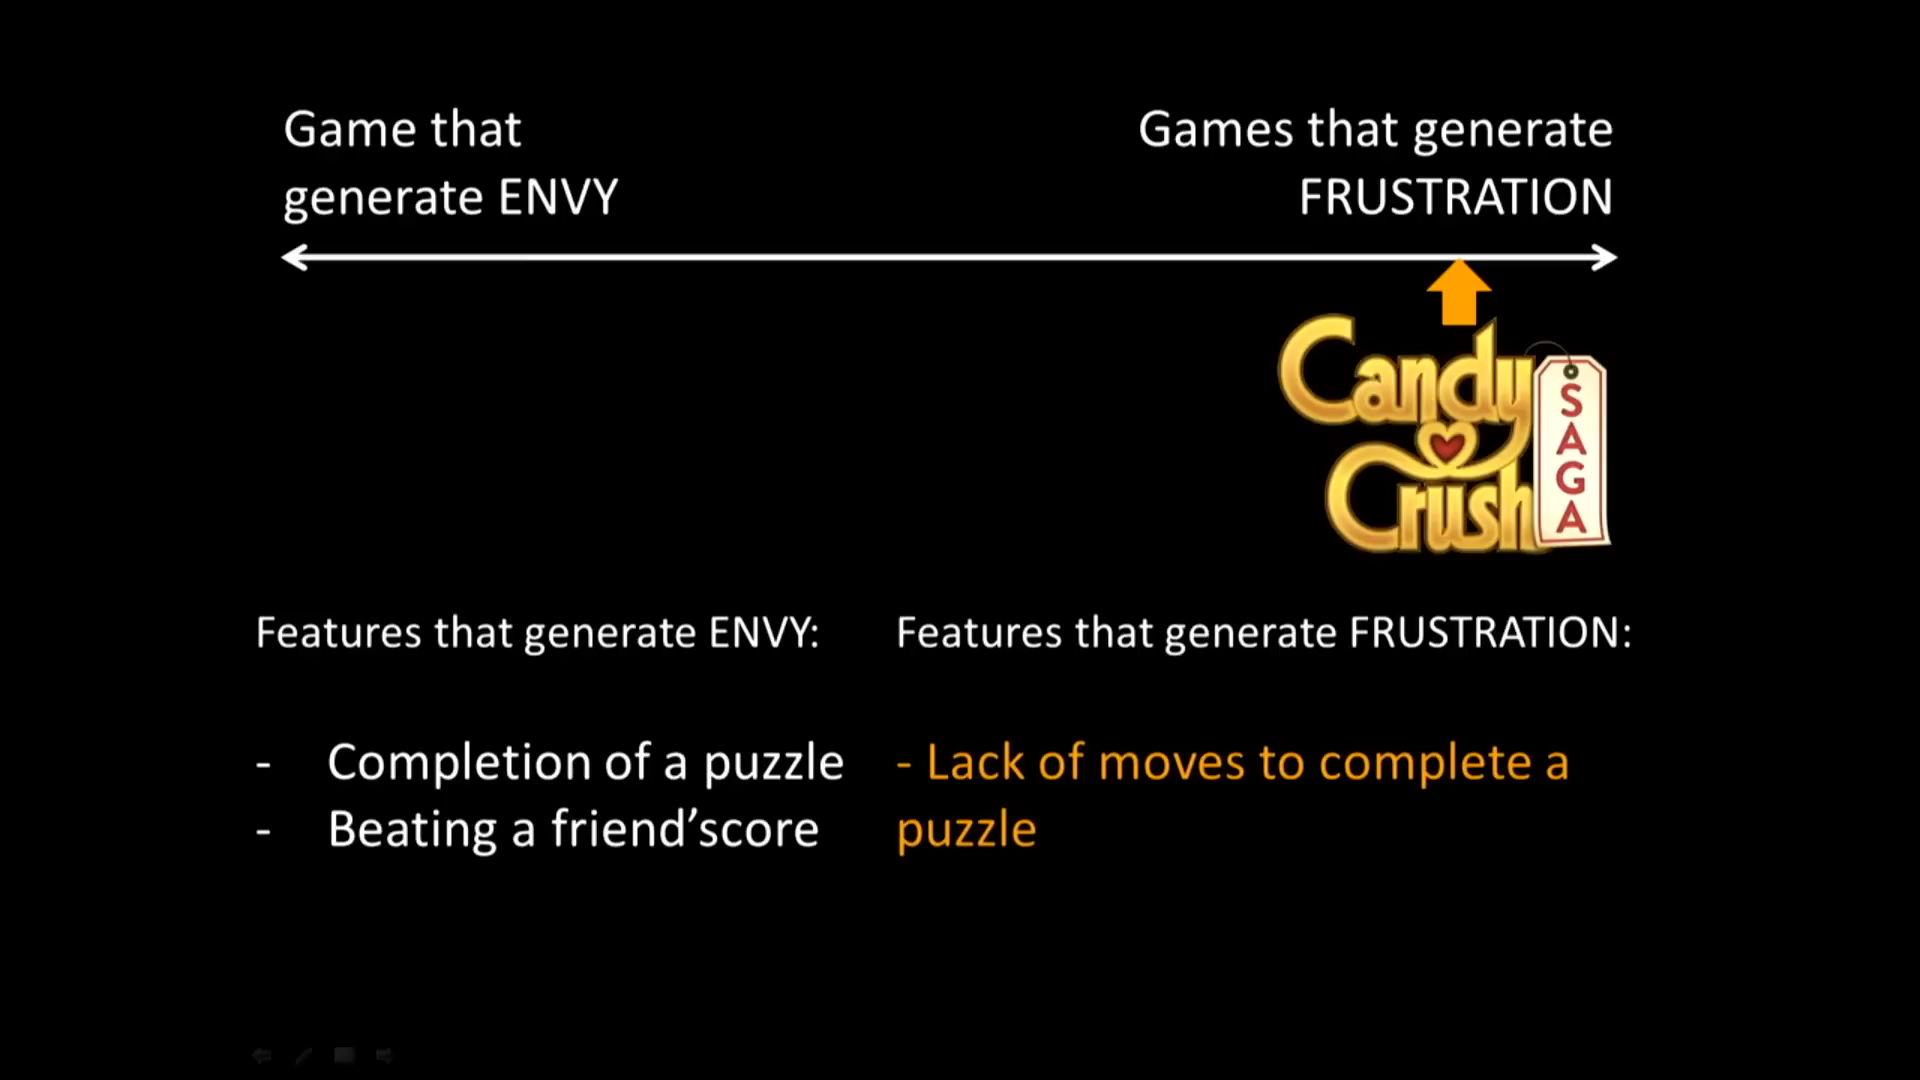 Game that
generate ENVY
Games that generate
FRUSTRATION
Candy
Crush
SAGA
Features that generate ENVY:
- Completion of a puzzle
- Beating a friend’score
Features that generate FRUSTRATION:
- Lack of moves to complete a
puzzle